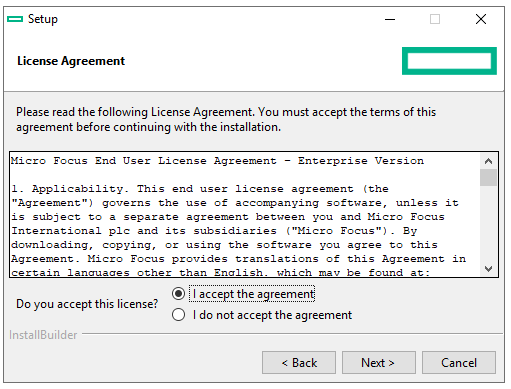 Setup
License Agreement
Please read the following License Agreement. You must accept the terms of this
agreement before continuing with the installation.
Micro Focus End User License Agreement - Enterprise Version
1. Applicability. This end user license agreement (the
"Agreement") governs the use of accompanying software, unless it
is subject to a separate agreement between you and Micro Focus
International plc and its subsidiaries ("Micro Focus"). By
downloading, copying, or using the software you agree to this
Agreement. Micro Focus provides translations of this Agreement in
certain languages other than English, which may be found at:
Do you accept this license?
I accept the agreement
I do not accept the agreement
InstallBuilder
< Back
Next >
Cancel